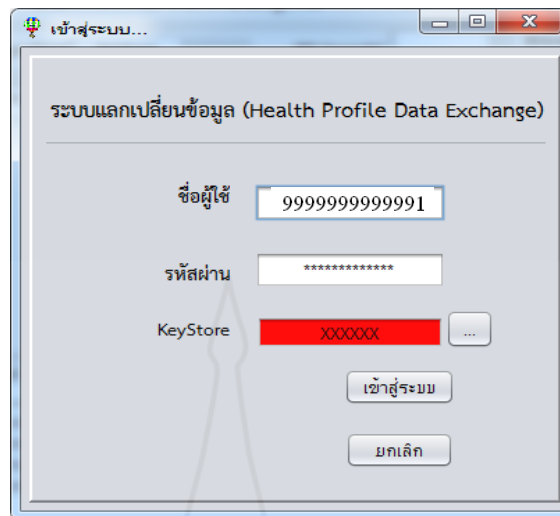 เข้าสู่ระบบ...
ระบบแลกเปลี่ยนข้อมูล (Health Profile Data Exchange)
ชื่อผู้ใช้ 9999999999991
รหัสผ่าน *************
KeyStore XXXXXX ...
เข้าสู่ระบบ
ยกเลิก